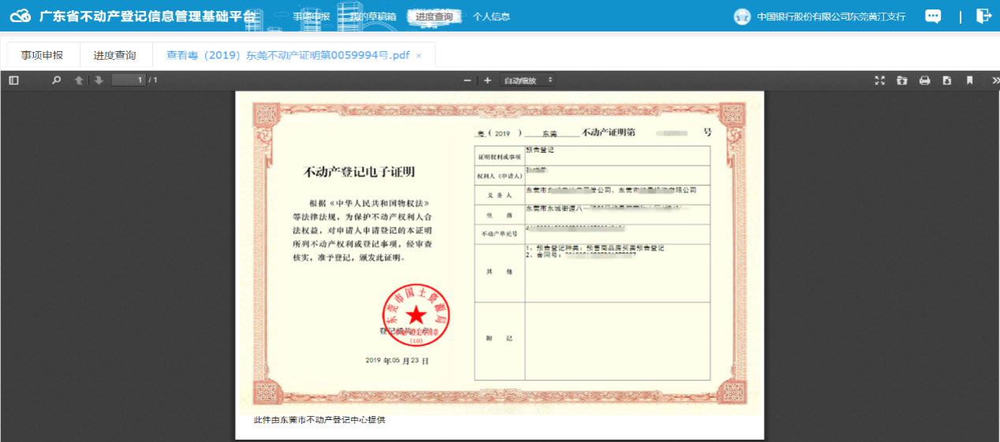 广东省不动产登记信息管理基础平台 事项申报 我的草稿箱 进度查询 个人信息 中国银行股份有限公司东莞黄江支行
事项申报 进度查询 查看粤（2019）东莞不动产证明第0059994号.pdf ×
1 / 1 自动缩放
粤（2019）东莞 不动产证明第 号
不动产登记电子证明
根据《中华人民共和国物权法》
等法律法规，为保护不动产权利人合
法权益，对申请人申请登记的本证明
所列不动产权利或登记事项，经审查
核实，准予登记，颁发此证明。
东莞市国土资源局
(10)
登记机构
2019 年 05 月 23 日
证明权利或事项 预告登记
权利人（申请人）
义务人 东莞市 公司、东莞市 有限公司
坐落 东莞市东城街道八一
不动产单元号
其他 1、预告登记种类：预售商品房买卖预告登记
2、合同号：
附记
此件由东莞市不动产登记中心提供